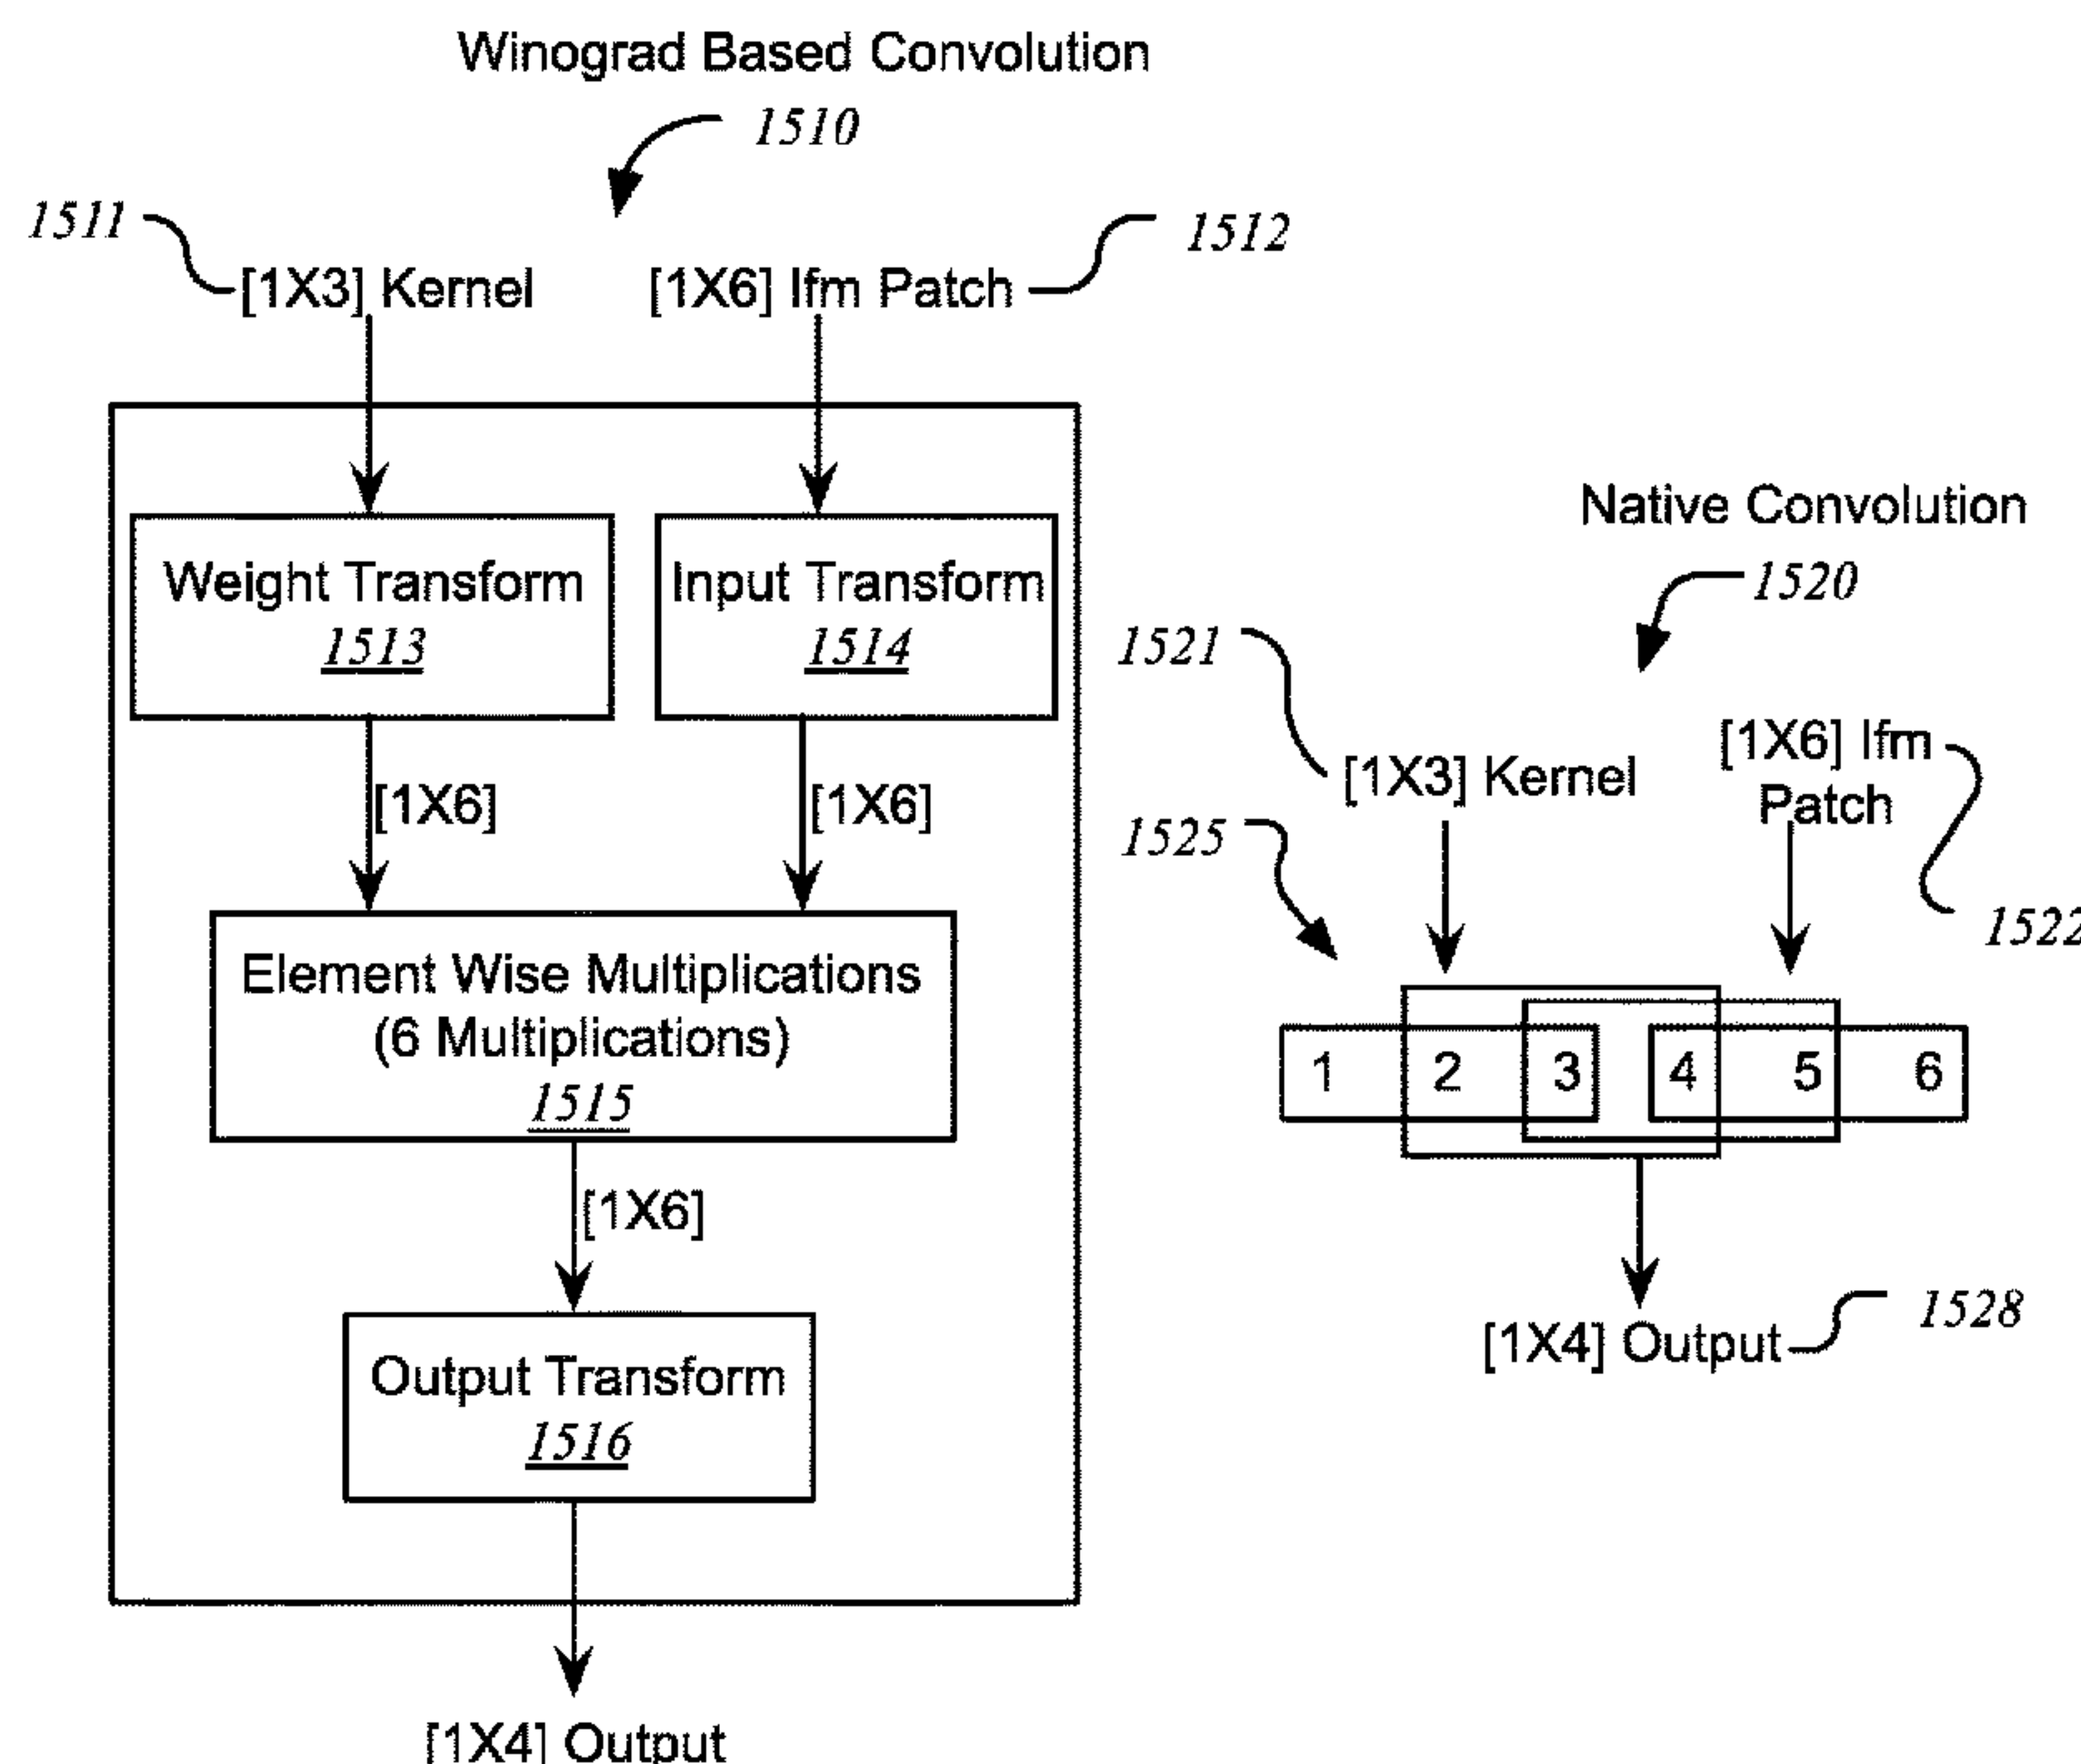 Winograd Based Convolution
1510
1511
1512
[1X3] Kernel
[1X6] Ifm Patch
Weight Transform
1513
Input Transform
1514
[1X6]
[1X6]
Element Wise Multiplications
(6 Multiplications)
1515
[1X6]
Output Transform
1516
[1X4] Output
Native Convolution
1520
1521
[1X3] Kernel
[1X6] Ifm
Patch
1522
1525
1 2 3 4 5 6
[1X4] Output
1528